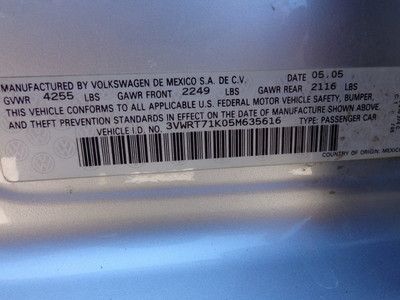 MANUFACTURED BY VOLKSWAGEN DE MEXICO S.A. DE C.V. DATE 05.05
GVWR 4255 LBS GAWR FRONT 2249 LBS GAWR REAR 2116 LBS
THIS VEHICLE CONFORMS TO ALL APPLICABLE U.S. FEDERAL MOTOR VEHICLE SAFETY, BUMPER,
AND THEFT PREVENTION STANDARDS IN EFFECT ON THE DATE OF MANUFACTURE SHOWN ABOVE.
VEHICLE I.D. NO. 3VWRT71K05M635616 TYPE: PASSENGER CAR
COUNTRY OF ORIGIN: MEXICO